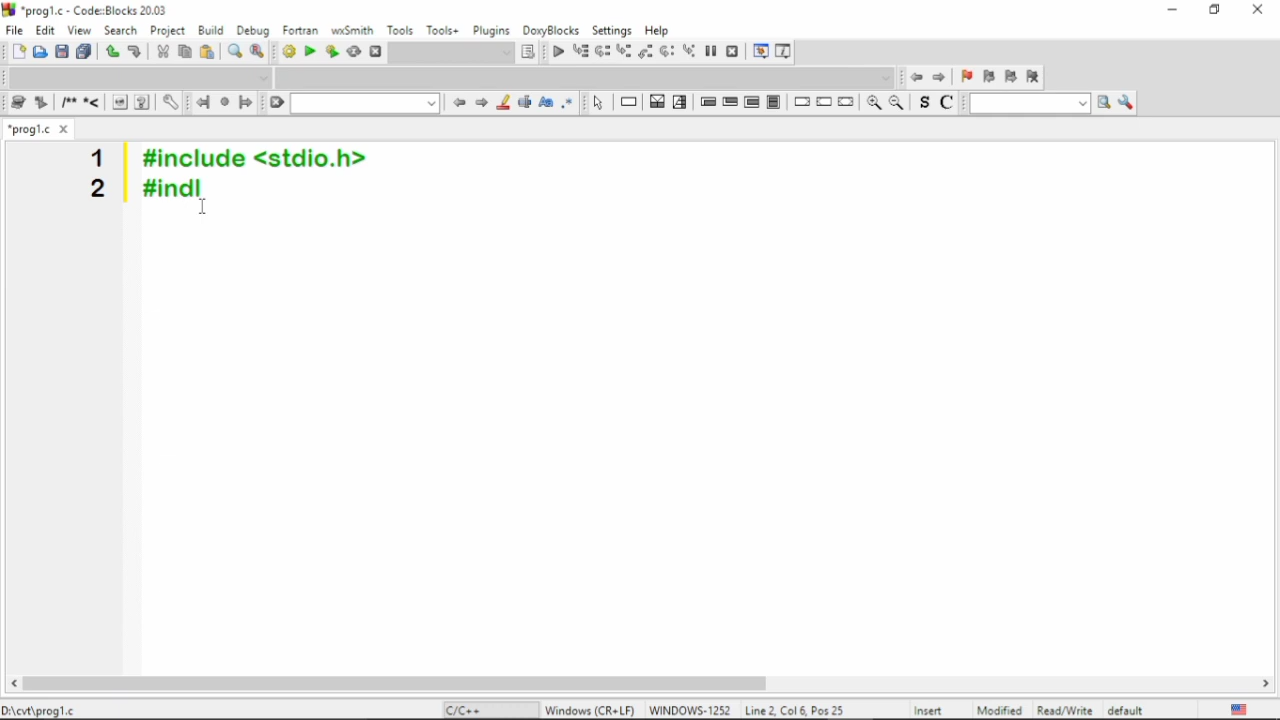 *prog1.c - Code::Blocks 20.03
File Edit View Search Project Build Debug Fortran wxSmith Tools Tools+ Plugins DoxyBlocks Settings Help
/** *< S C
*prog1.c
1 #include <stdio.h>
2 #indl
D:\cvt\prog1.c C/C++ Windows (CR+LF) WINDOWS-1252 Line 2, Col 6, Pos 25 Insert Modified Read/Write default